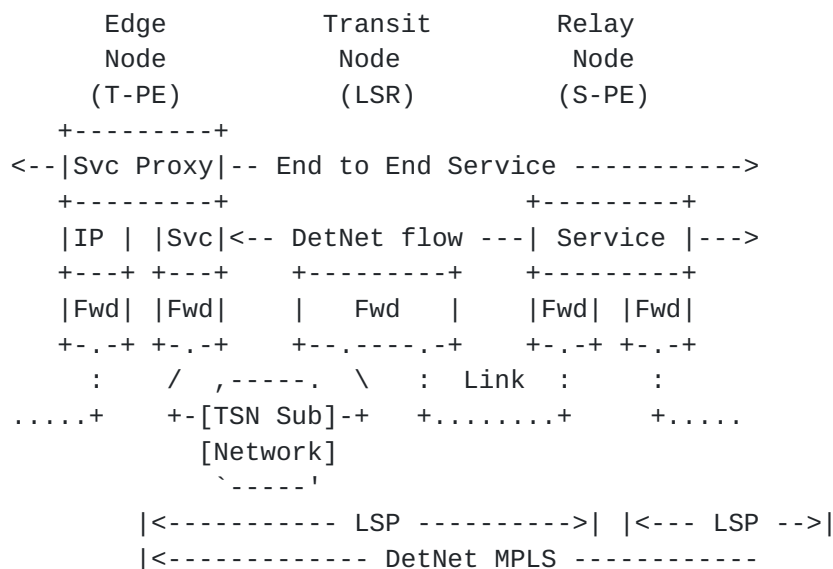 Edge           Transit          Relay
      Node            Node             Node
     (T-PE)          (LSR)           (S-PE)
   +---------+
<--|Svc Proxy|-- End to End Service ----------->
   +---------+                    +---------+
   |IP | |Svc|<-- DetNet flow ---| Service |--->
   +---+ +---+    +---------+    +---------+
   |Fwd| |Fwd|    |   Fwd   |    |Fwd| |Fwd|
   +-.-+ +-.-+    +--.----.-+    +-.-+ +-.-+
     :    /  ,-----.  \   :  Link  :     :
.....+    +-[TSN Sub]-+   +........+     +.....
            [Network]
             `-----'
        |<------------ LSP ---------->| |<--- LSP -->|
        |<------------- DetNet MPLS ------------